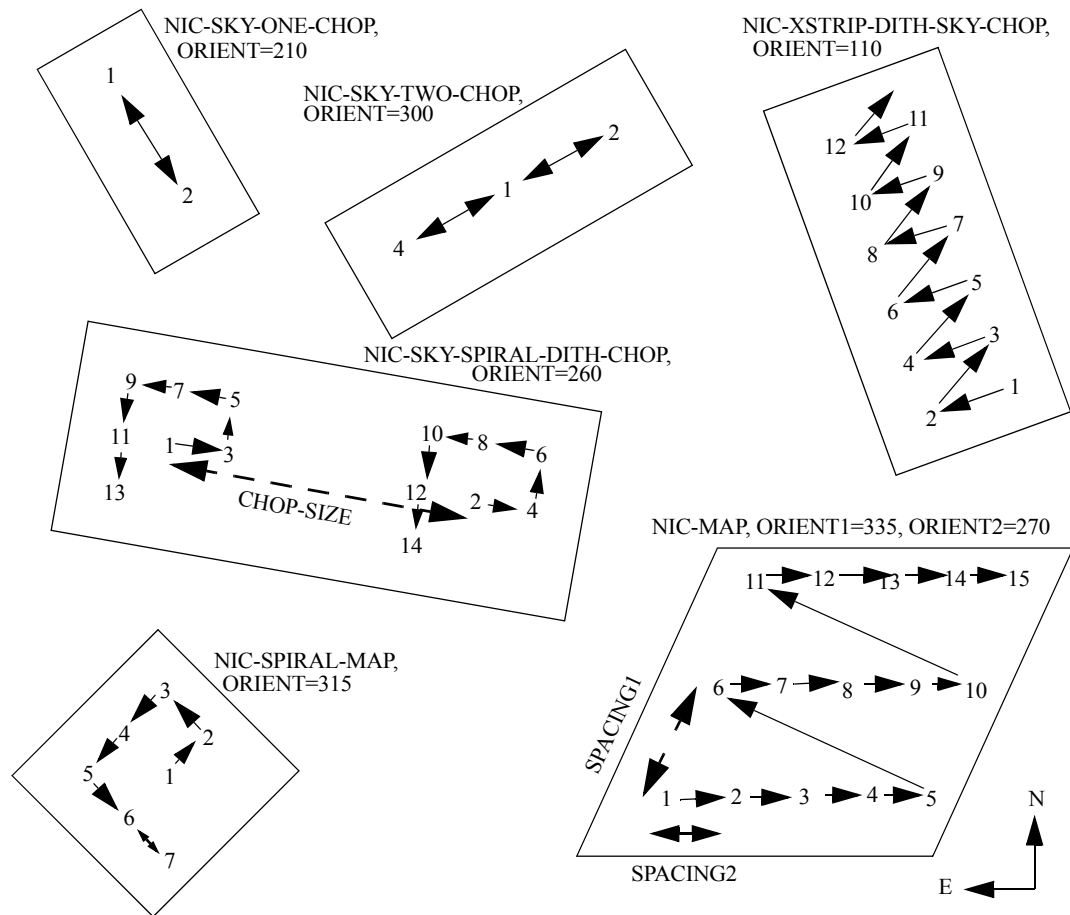 NIC-SKY-ONE-CHOP,
ORIENT=210
1
2
NIC-SKY-TWO-CHOP,
ORIENT=300
2
1
4
NIC-XSTRIP-DITH-SKY-CHOP,
ORIENT=110
11
12
9
10
7
8
5
6
3
4
1
2
NIC-SKY-SPIRAL-DITH-CHOP,
ORIENT=260
9 7 5
11 1 3
13
10 8 6
12 2 4
14
CHOP-SIZE
NIC-MAP, ORIENT1=335, ORIENT2=270
11 12 13 14 15
6 7 8 9 10
1 2 3 4 5
SPACING1
SPACING2
NIC-SPIRAL-MAP,
ORIENT=315
3
4 2
5 1
6
7
N
E